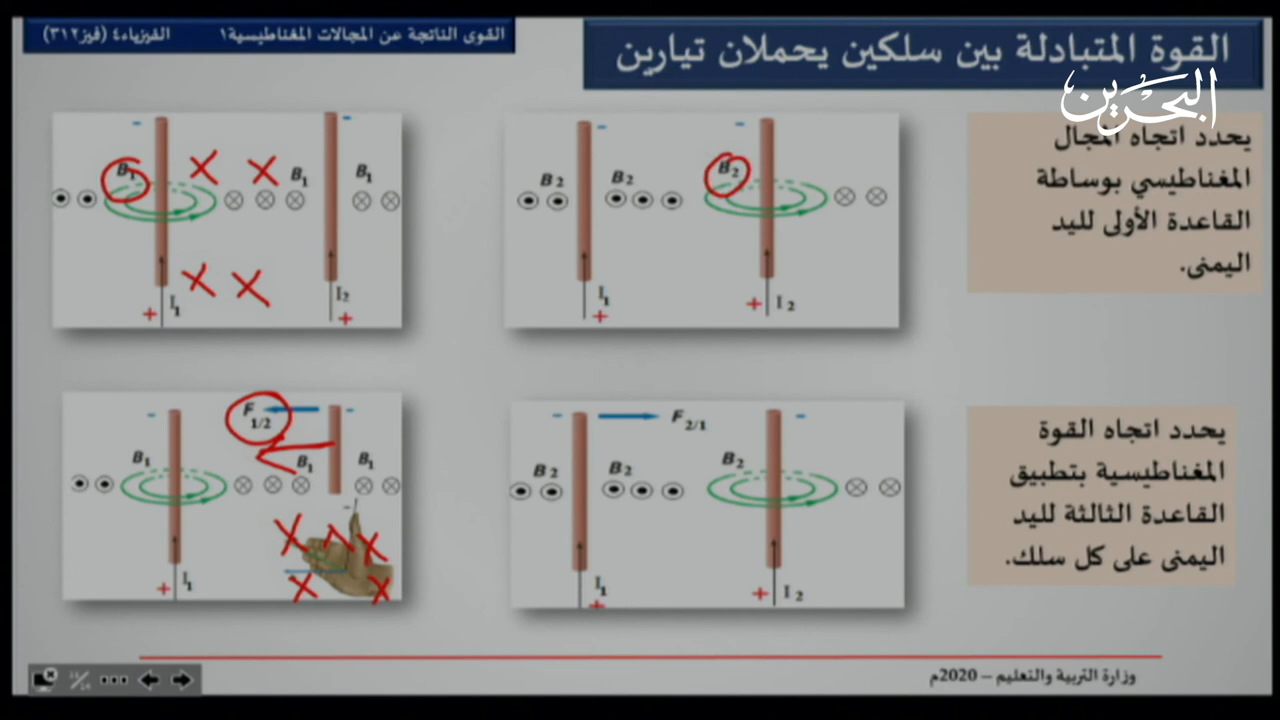 القوى الناتجة عن المجالات المغناطيسية١
الفيزياء٤ (فيز٣١٢)
القوة المتبادلة بين سلكين يحملان تيارين
البحرين
يحدد اتجاه المجال
المغناطيسي بوساطة
القاعدة الأولى لليد
اليمنى.
B2 B2 B2
I1 I2
B1 B1 B1
I1 I2
يحدد اتجاه القوة
المغناطيسية بتطبيق
القاعدة الثالثة لليد
اليمنى على كل سلك.
F2/1
B2 B2 B2
I1 I2
F1/2
B1 B1 B1
I1
وزارة التربية والتعليم – 2020م